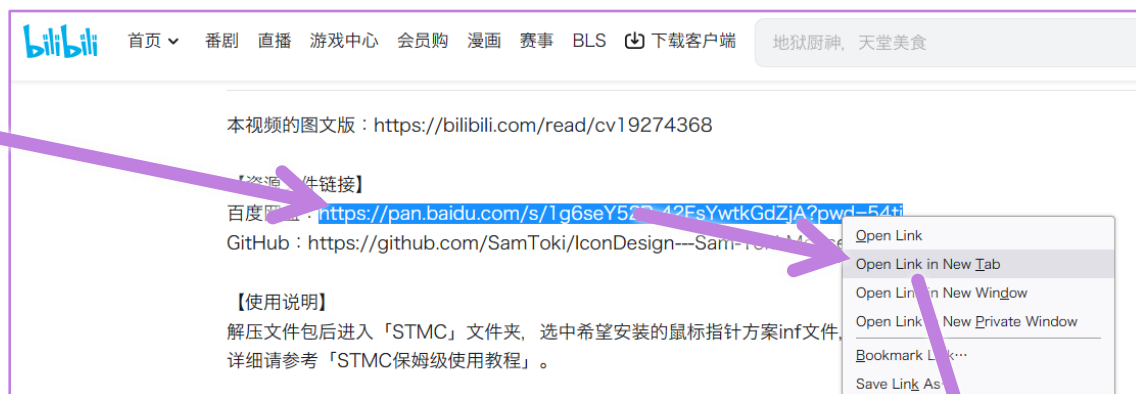 bilibili 首页 番剧 直播 游戏中心 会员购 漫画 赛事 BLS 下载客户端 地狱厨神，天堂美食
本视频的图文版：https://bilibili.com/read/cv19274368
【资源 件链接】
百度 ：https://pan.baidu.com/s/
GitHub：https://github.com/SamToki/IconDesign---Sam-
【使用说明】
解压文件包后进入「STMC」文件夹，选中希望安装的鼠标指针方案inf文件,
详细请参考「STMC保姆级使用教程」。
Open Link
Open Link in New Tab
Open Link in New Window
Open Link New Private Window
Bookmark Link…
Save Link As